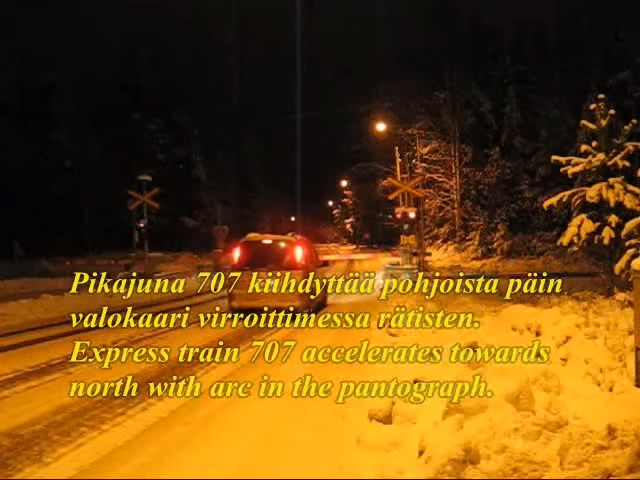 Pikajuna 707 kiihdyttää pohjoista päin
valokaari virroittimessa rätisten.
Express train 707 accelerates towards
north with arc in the pantograph.